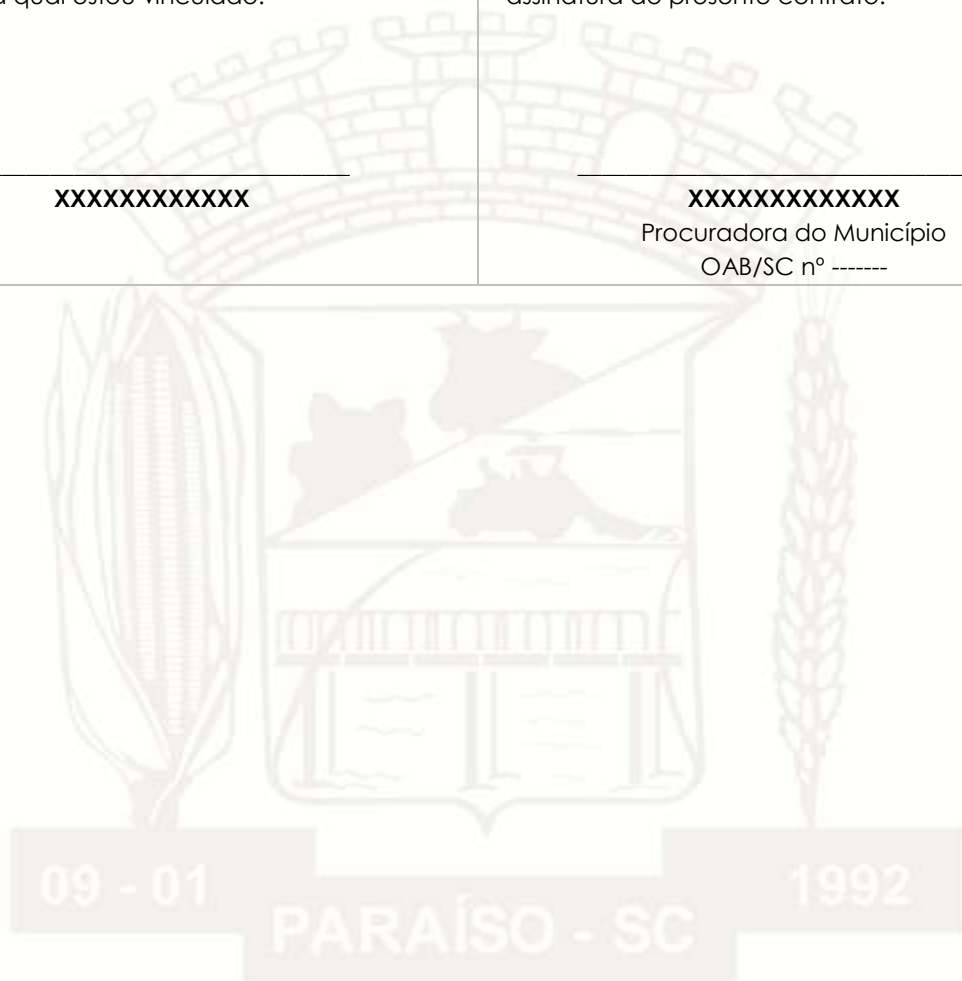 qual estou vinculado.
assinatura do presente contrato.
XXXXXXXXXXXX
XXXXXXXXXXXXX
Procuradora do Município
OAB/SC nº -------
09 - 01
1992
PARAÍSO - SC